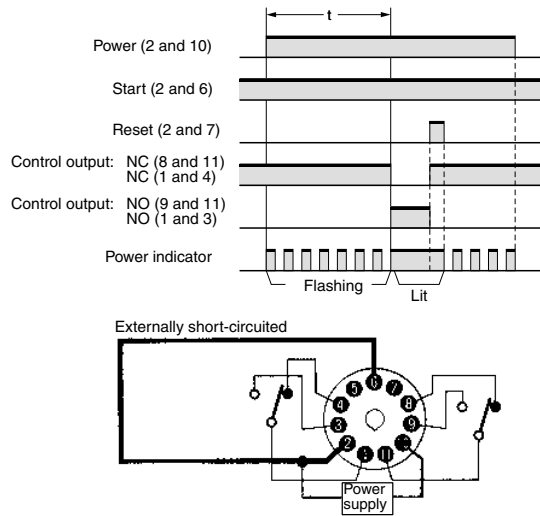 t
Power (2 and 10)
Start (2 and 6)
Reset (2 and 7)
Control output: NC (8 and 11)
NC (1 and 4)
Control output: NO (9 and 11)
NO (1 and 3)
Power indicator
Flashing
Lit
Externally short-circuited
6
5
7
4
8
3
9
2
10
1
11
Power
supply